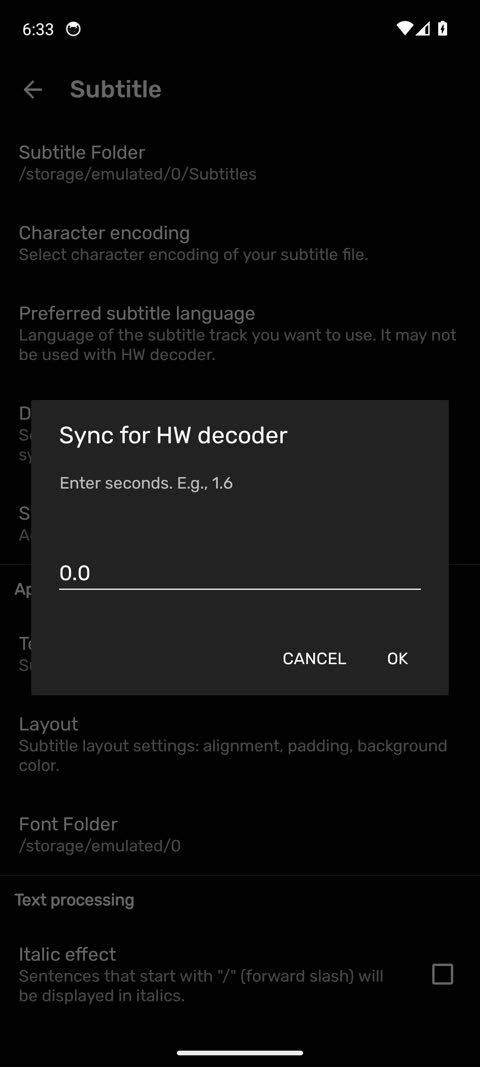 6:33
Subtitle
Subtitle Folder
/storage/emulated/0/Subtitles
Character encoding
Select character encoding of your subtitle file.
Preferred subtitle language
Language of the subtitle track you want to use. It may not
be used with HW decoder.
Sync for HW decoder
Enter seconds. E.g., 1.6
0.0
CANCEL
OK
Layout
Subtitle layout settings: alignment, padding, background
color.
Font Folder
/storage/emulated/0
Text processing
Italic effect
Sentences that start with "/" (forward slash) will
be displayed in italics.